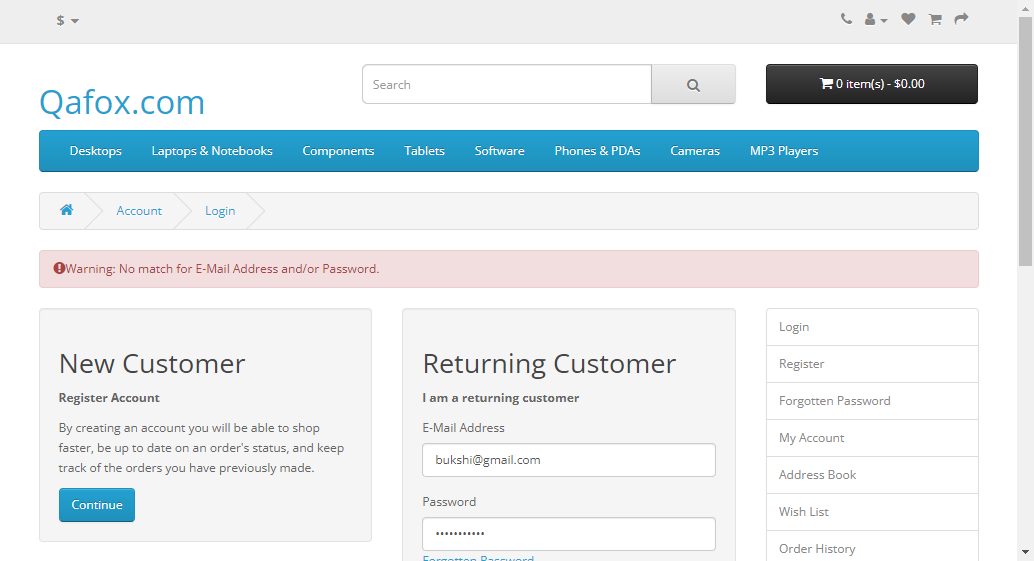 $
Search
0 item(s) - $0.00
Qafox.com
Desktops Laptops & Notebooks Components Tablets Software Phones & PDAs Cameras MP3 Players
Account Login
Warning: No match for E-Mail Address and/or Password.
New Customer
Register Account
By creating an account you will be able to shop
faster, be up to date on an order's status, and keep
track of the orders you have previously made.
Continue
Returning Customer
I am a returning customer
E-Mail Address
bukshi@gmail.com
Password
•••••••••••
Forgotten Password
Login
Register
Forgotten Password
My Account
Address Book
Wish List
Order History